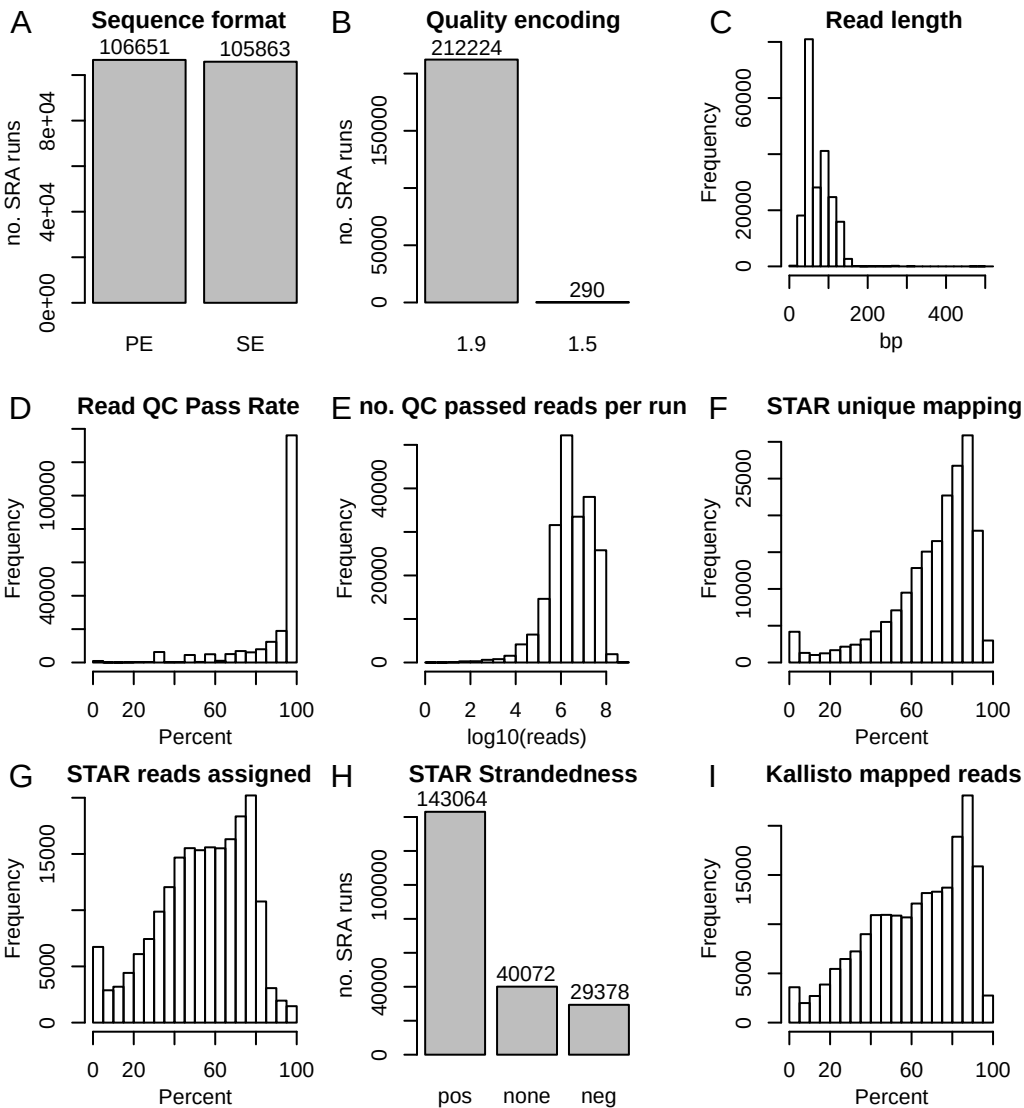 A Sequence format
106651 105863
no. SRA runs
0e+00 4e+04 8e+04
PE SE
B Quality encoding
212224
290
no. SRA runs
0 50000 150000
1.9 1.5
C Read length
Frequency
0 20000 60000
0 200 400
bp
D Read QC Pass Rate
Frequency
0 40000 100000
0 20 60 100
Percent
E no. QC passed reads per run
Frequency
0 20000 40000
0 2 4 6 8
log10(reads)
F STAR unique mapping
Frequency
0 10000 25000
0 20 60 100
Percent
G STAR reads assigned
Frequency
0 5000 15000
0 20 60 100
Percent
H STAR Strandedness
143064
40072
29378
no. SRA runs
0 40000 100000
pos none neg
I Kallisto mapped reads
Frequency
0 5000 15000
0 20 60 100
Percent